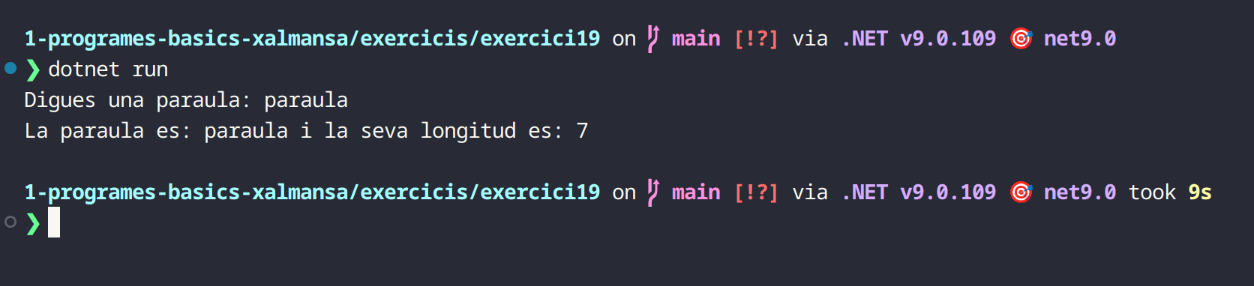 1-programes-basics-xalmansa/exercicis/exercici19 on main [!?] via .NET v9.0.109 🎯 net9.0
❯ dotnet run
Digues una paraula: paraula
La paraula es: paraula i la seva longitud es: 7
1-programes-basics-xalmansa/exercicis/exercici19 on main [!?] via .NET v9.0.109 🎯 net9.0 took 9s
❯